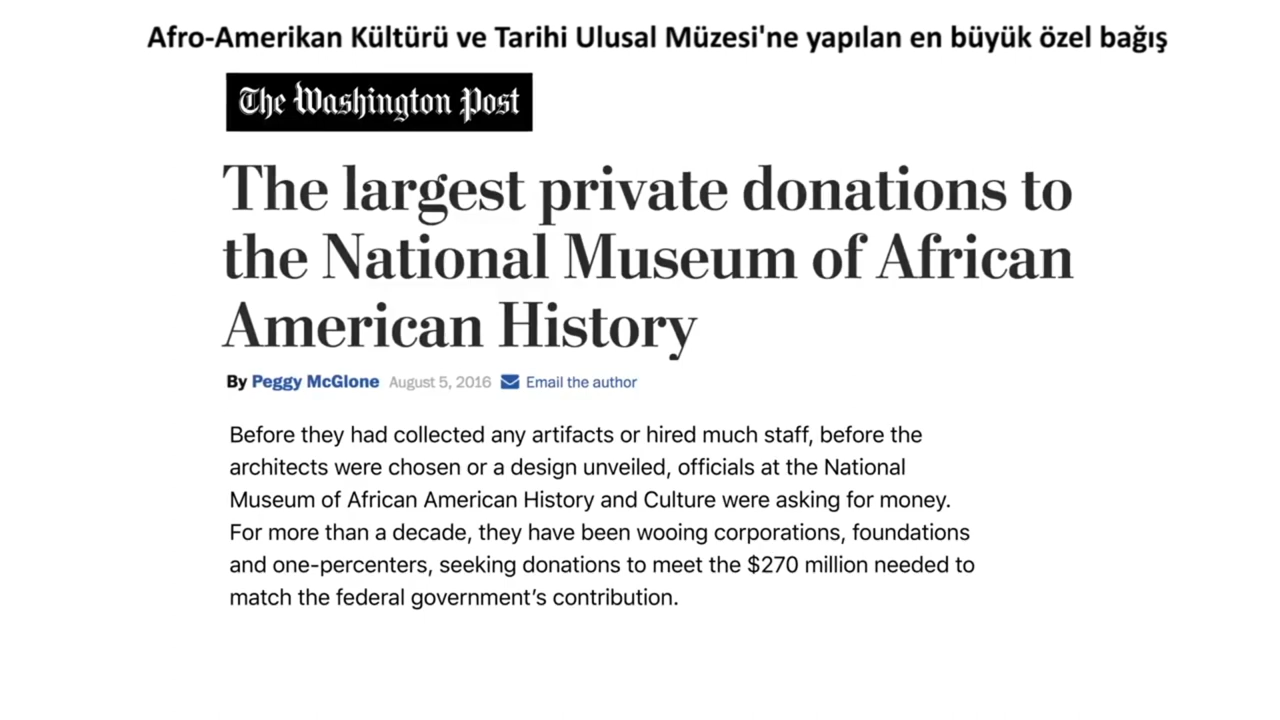 Afro-Amerikan Kültürü ve Tarihi Ulusal Müzesi'ne yapılan en büyük özel bağış
The Washington Post
The largest private donations to
the National Museum of African
American History
By Peggy McGlone August 5, 2016 Email the author
Before they had collected any artifacts or hired much staff, before the
architects were chosen or a design unveiled, officials at the National
Museum of African American History and Culture were asking for money.
For more than a decade, they have been wooing corporations, foundations
and one-percenters, seeking donations to meet the $270 million needed to
match the federal government’s contribution.